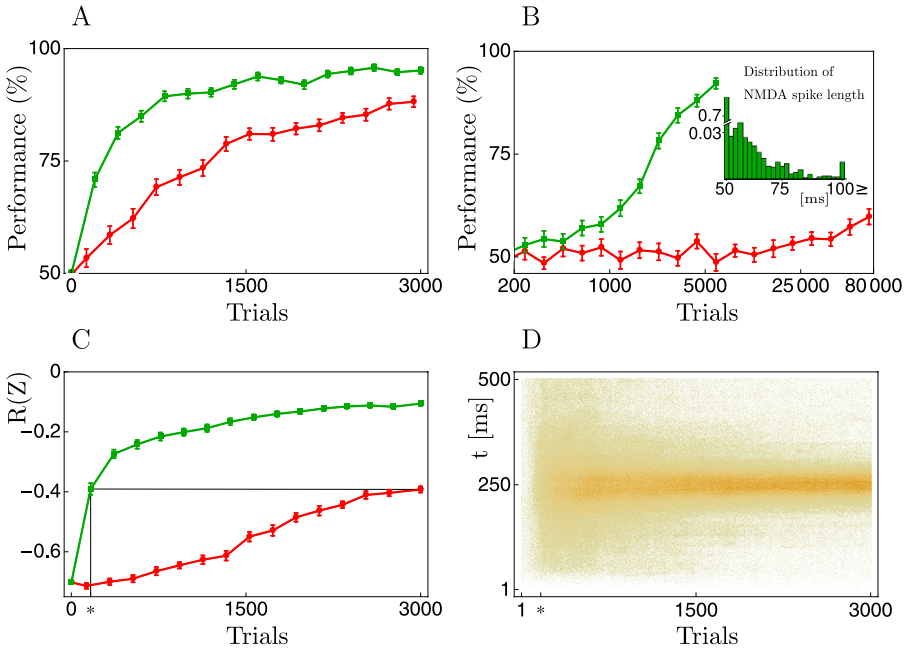 A
Performance (%)
100
75
50
0
1500
3000
Trials
B
Performance (%)
100
75
50
200
1000
5000
25 000
80 000
Trials
Distribution of
NMDA spike length
0.7
0.03
50
75
100 ≥
[ms]
C
R(Z)
0
−0.2
−0.4
−0.6
0
*
1500
3000
Trials
D
t [ms]
500
250
1
1
*
1500
3000
Trials